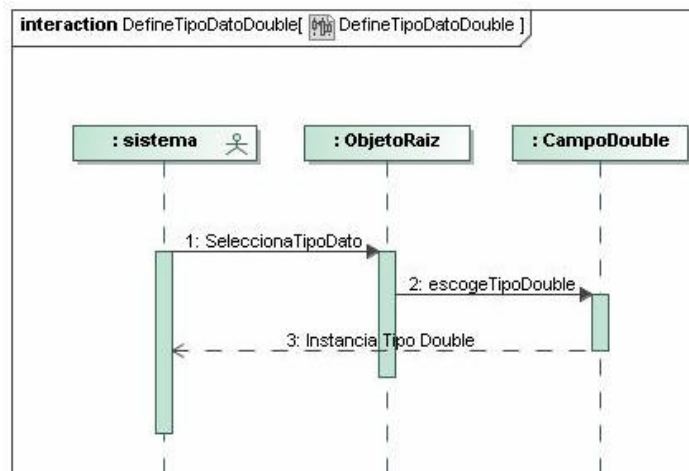 interaction DefineTipoDatoDouble[ DefineTipoDatoDouble ]
: sistema
: ObjetoRaiz
: CampoDouble
1: SeleccionaTipoDato
2: escogeTipoDouble
3: Instancia Tipo Double